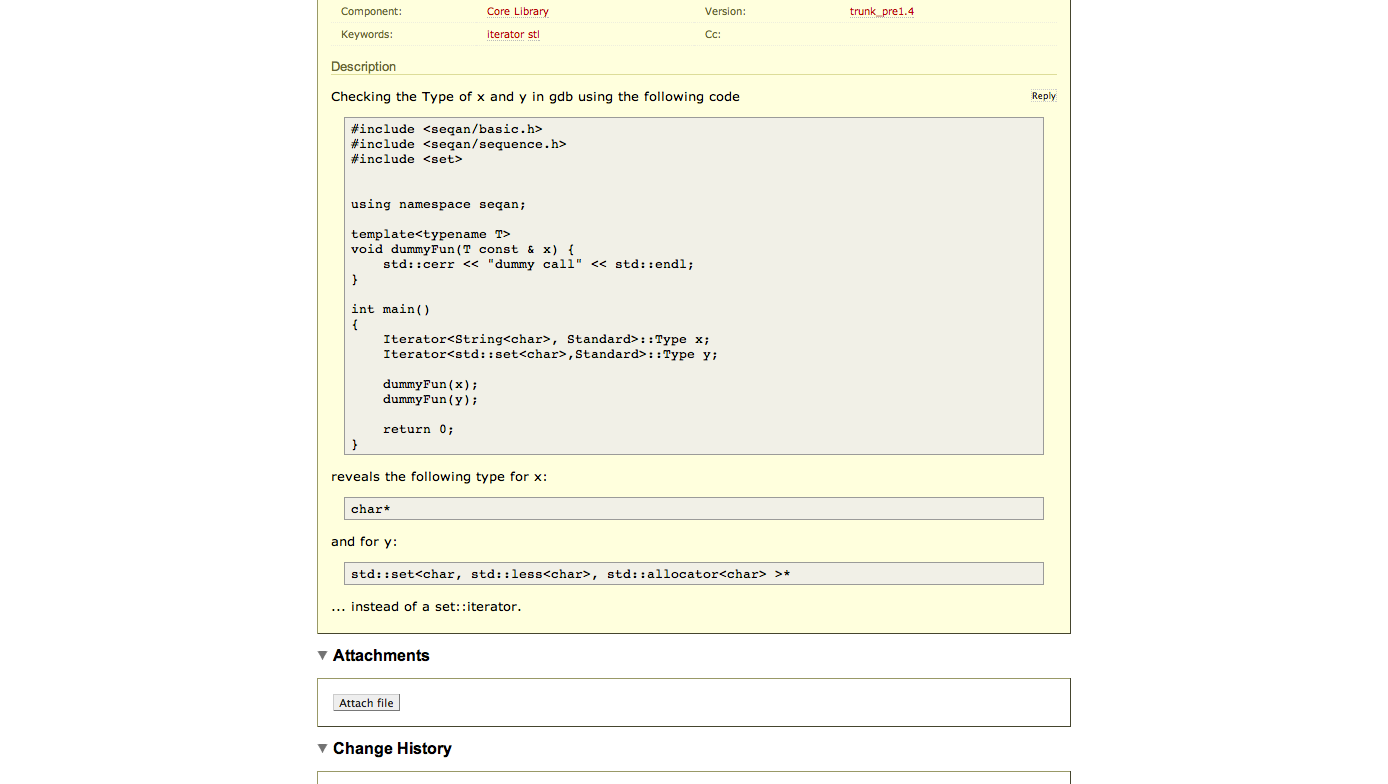 Component: Core Library Version: trunk_pre1.4
Keywords: iterator stl Cc:
Description
Checking the Type of x and y in gdb using the following code Reply
#include <seqan/basic.h>
#include <seqan/sequence.h>
#include <set>
using namespace seqan;
template<typename T>
void dummyFun(T const & x) {
    std::cerr << "dummy call" << std::endl;
}
int main()
{
    Iterator<String<char>, Standard>::Type x;
    Iterator<std::set<char>,Standard>::Type y;
    dummyFun(x);
    dummyFun(y);
    return 0;
}
reveals the following type for x:
char*
and for y:
std::set<char, std::less<char>, std::allocator<char> >*
... instead of a set::iterator.
Attachments
Attach file
Change History